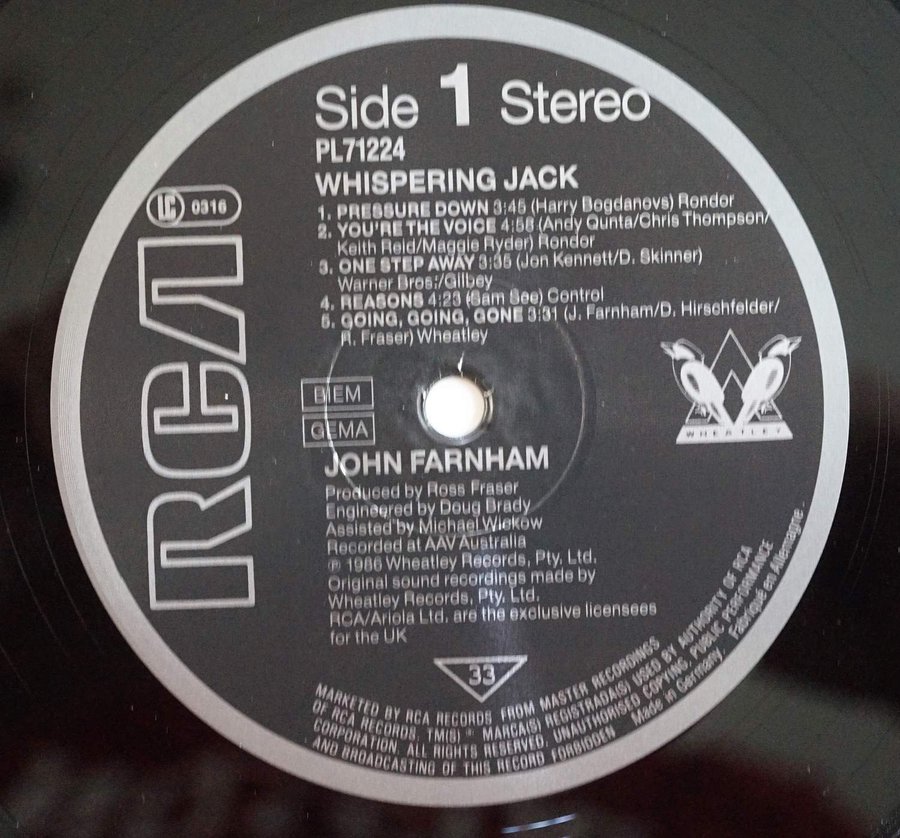 Side 1 Stereo
PL71224
WHISPERING JACK
1. PRESSURE DOWN 3:45 (Harry Bogdanovs) Rondor
2. YOU'RE THE VOICE 4:58 (Andy Qunta/Chris Thompson/
Keith Reid/Maggie Ryder) Rondor
3. ONE STEP AWAY 3:35 (Jon Kennett/D. Skinner)
Warner Bros:/Gilbey
4. REASONS 4:23 (Sam See) Control
5. GOING, GOING, GONE 3:31 (J. Farnham/D. Hirschfelder/
R. Fraser) Wheatley
LC 0316
RCA
BIEM
GEMA
WHEATLEY
JOHN FARNHAM
Produced by Ross Fraser
Engineered by Doug Brady
Assisted by Michael Wickow
Recorded at AAV Australia
℗ 1986 Wheatley Records, Pty, Ltd.
Original sound recordings made by
Wheatley Records, Pty. Ltd.
RCA/Ariola Ltd. are the exclusive licensees
for the UK
33
MARKETED BY RCA RECORDS FROM MASTER RECORDINGS
OF RCA RECORDS, TM(S) ® MARCA(S) REGISTRADA(S) USED BY AUTHORITY OF RCA
CORPORATION. ALL RIGHTS RESERVED. UNAUTHORISED COPYING, PUBLIC PERFORMANCE
AND BROADCASTING OF THIS RECORD FORBIDDEN Made in Germany. Fabriqué en Allemagne.